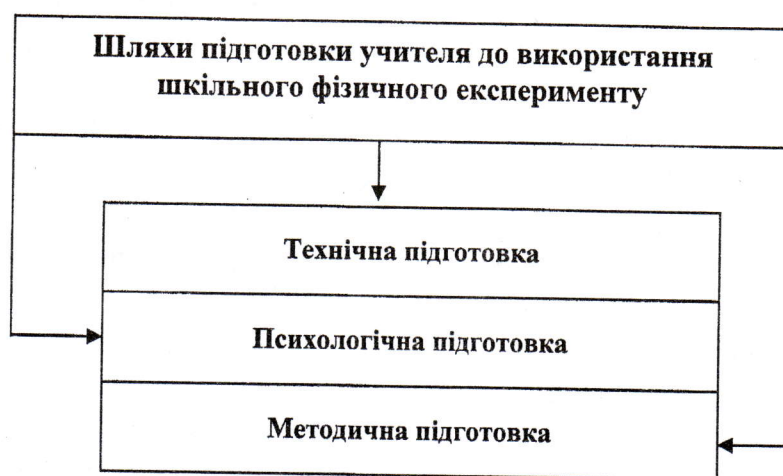 Шляхи підготовки учителя до використання
шкільного фізичного експерименту
Технічна підготовка
Психологічна підготовка
Методична підготовка